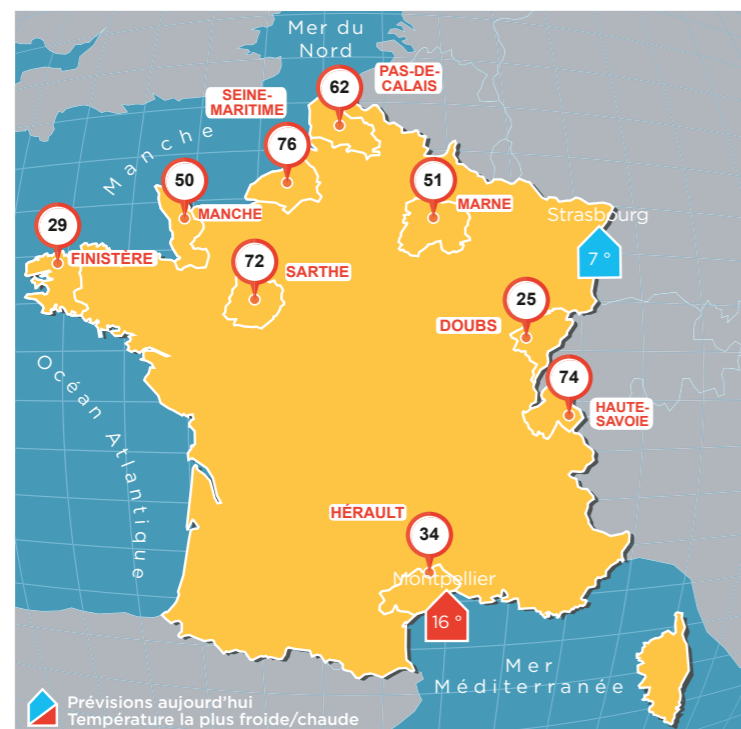 Mer du
Nord
PAS-DE-
CALAIS
62
SEINE-
MARITIME
76
Manche
50
MANCHE
51
MARNE
Strasbourg
7 °
29
FINISTÈRE
72
SARTHE
25
DOUBS
74
HAUTE-
SAVOIE
Océan Atlantique
HÉRAULT
34
Montpellier
16 °
Mer
Méditerranée
Prévisions aujourd'hui
Température la plus froide/chaude